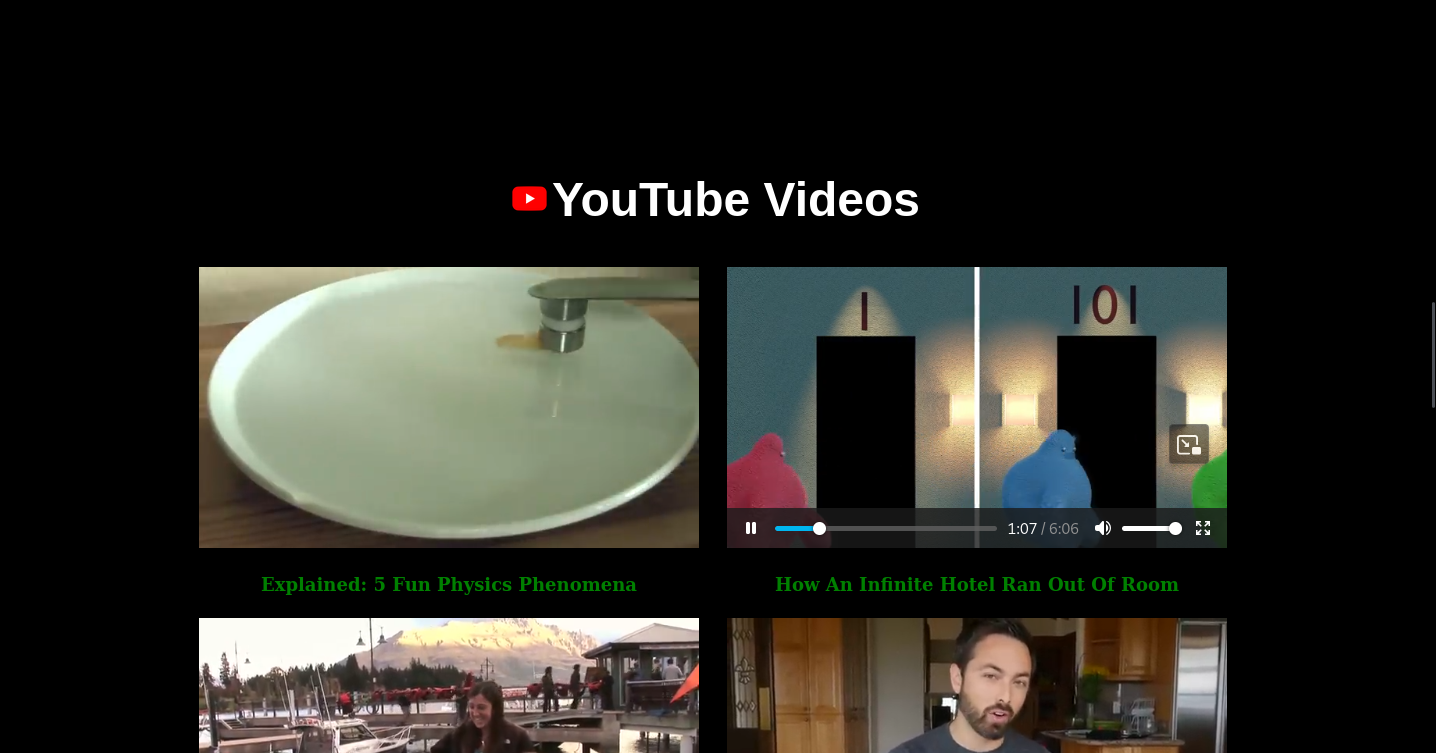 YouTube Videos
1
101
1:07 / 6:06
Explained: 5 Fun Physics Phenomena
How An Infinite Hotel Ran Out Of Room